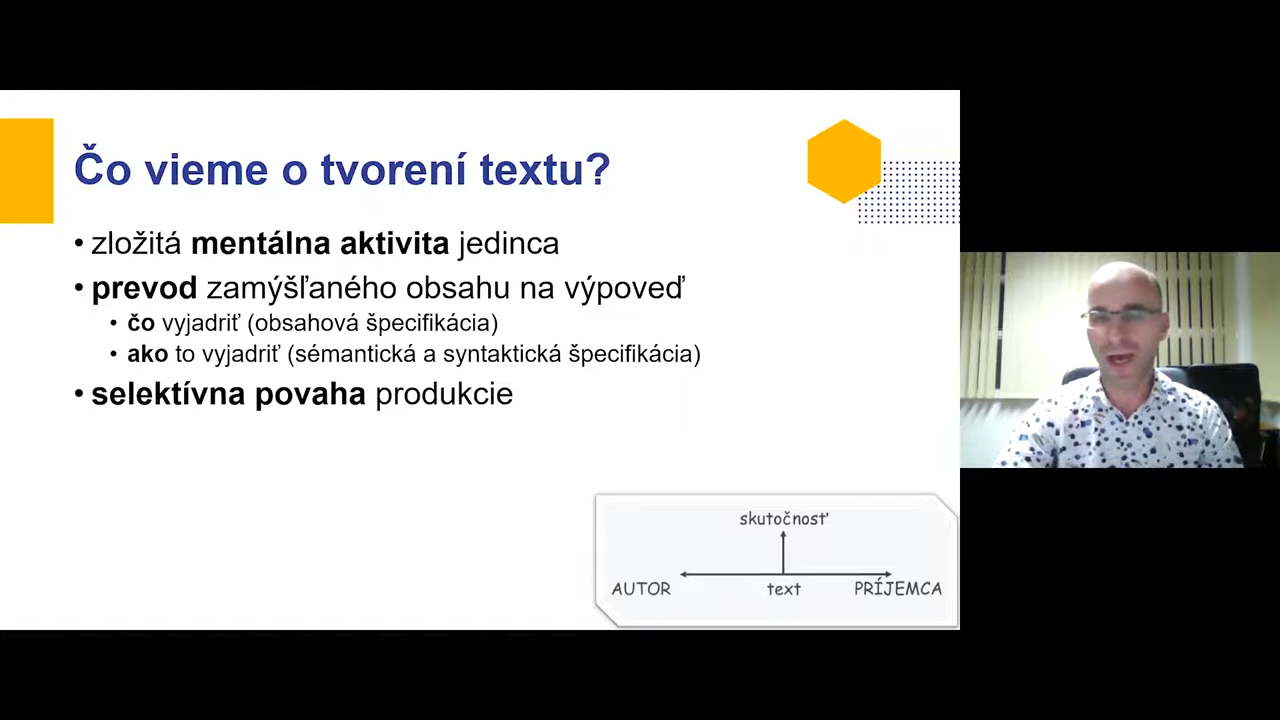 Čo vieme o tvorení textu?
• zložitá mentálna aktivita jedinca
• prevod zamýšľaného obsahu na výpoveď
• čo vyjadriť (obsahová špecifikácia)
• ako to vyjadriť (sémantická a syntaktická špecifikácia)
• selektívna povaha produkcie
skutočnosť
AUTOR text PRÍJEMCA